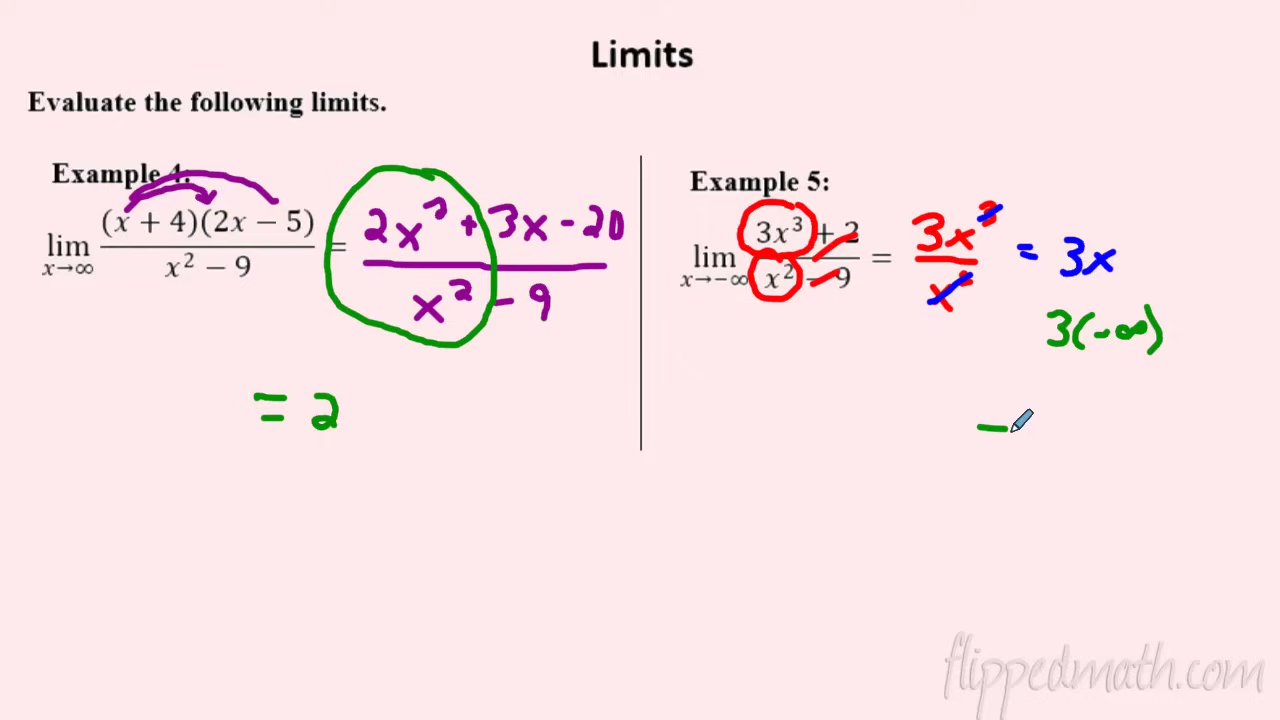 Limits
Evaluate the following limits.
Example 4:
lim x→∞ (x + 4)(2x − 5) / x² − 9 = 2x² + 3x − 20 / x² − 9
= 2
Example 5:
lim x→−∞ 3x³ + 2 / x² − 9 = 3x³ / x² = 3x
3(−∞)
−
flippedmath.com